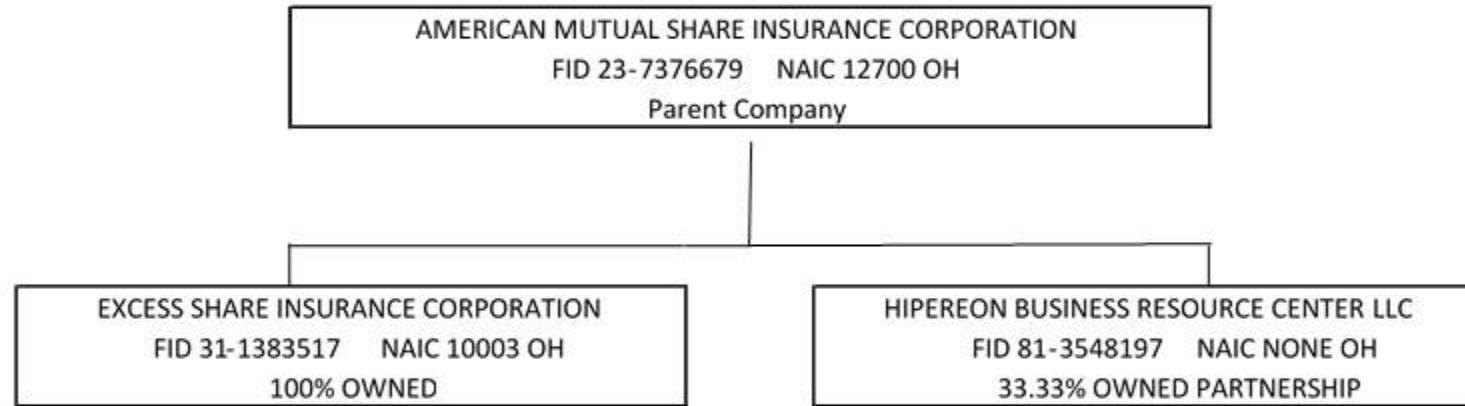 AMERICAN MUTUAL SHARE INSURANCE CORPORATION
FID 23-7376679 NAIC 12700 OH
Parent Company
EXCESS SHARE INSURANCE CORPORATION
FID 31-1383517 NAIC 10003 OH
100% OWNED
HIPEREON BUSINESS RESOURCE CENTER LLC
FID 81-3548197 NAIC NONE OH
33.33% OWNED PARTNERSHIP